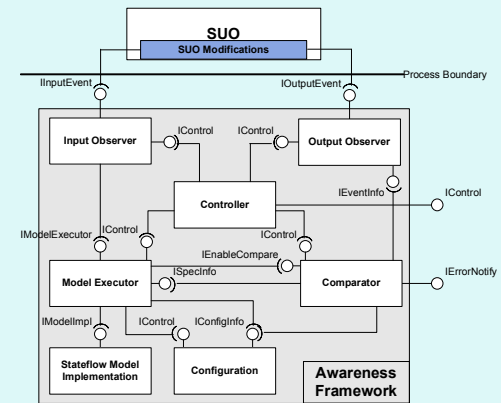 SUO
SUO Modifications
Process Boundary
IInputEvent
IOutputEvent
Input Observer
IControl
IControl
Output Observer
IEventInfo
Controller
IControl
IModelExecutor
IControl
IControl
IEnableCompare
ISpecInfo
Model Executor
Comparator
IErrorNotify
IModelImpl
IControl
IConfigInfo
Stateflow Model
Implementation
Configuration
Awareness
Framework